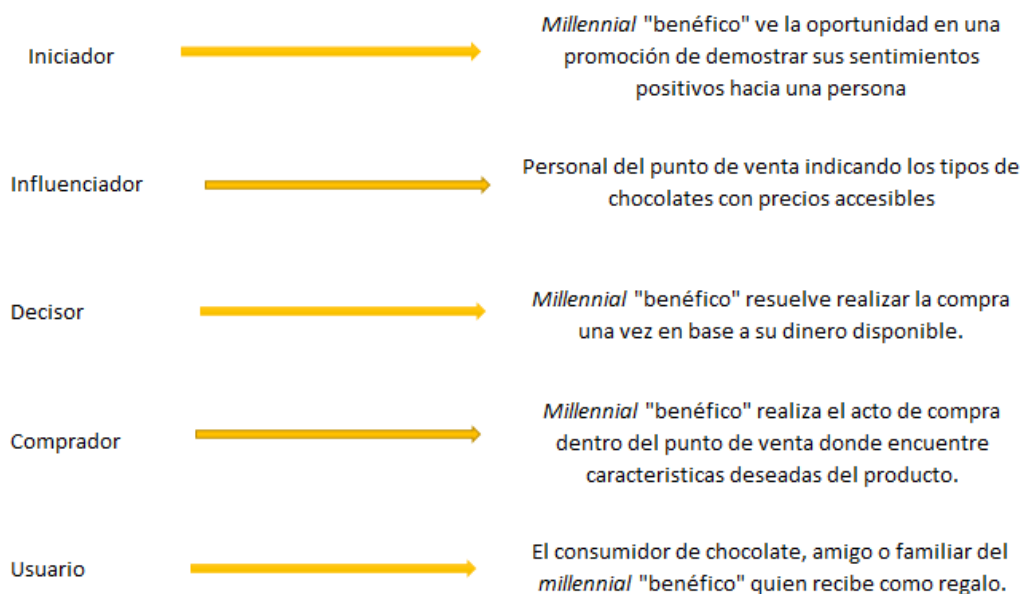 Iniciador
Millennial "benéfico" ve la oportunidad en una
promoción de demostrar sus sentimientos
positivos hacia una persona
Influenciador
Personal del punto de venta indicando los tipos de
chocolates con precios accesibles
Decisor
Millennial "benéfico" resuelve realizar la compra
una vez en base a su dinero disponible.
Comprador
Millennial "benéfico" realiza el acto de compra
dentro del punto de venta donde encuentre
caracteristicas deseadas del producto.
Usuario
El consumidor de chocolate, amigo o familiar del
millennial "benéfico" quien recibe como regalo.